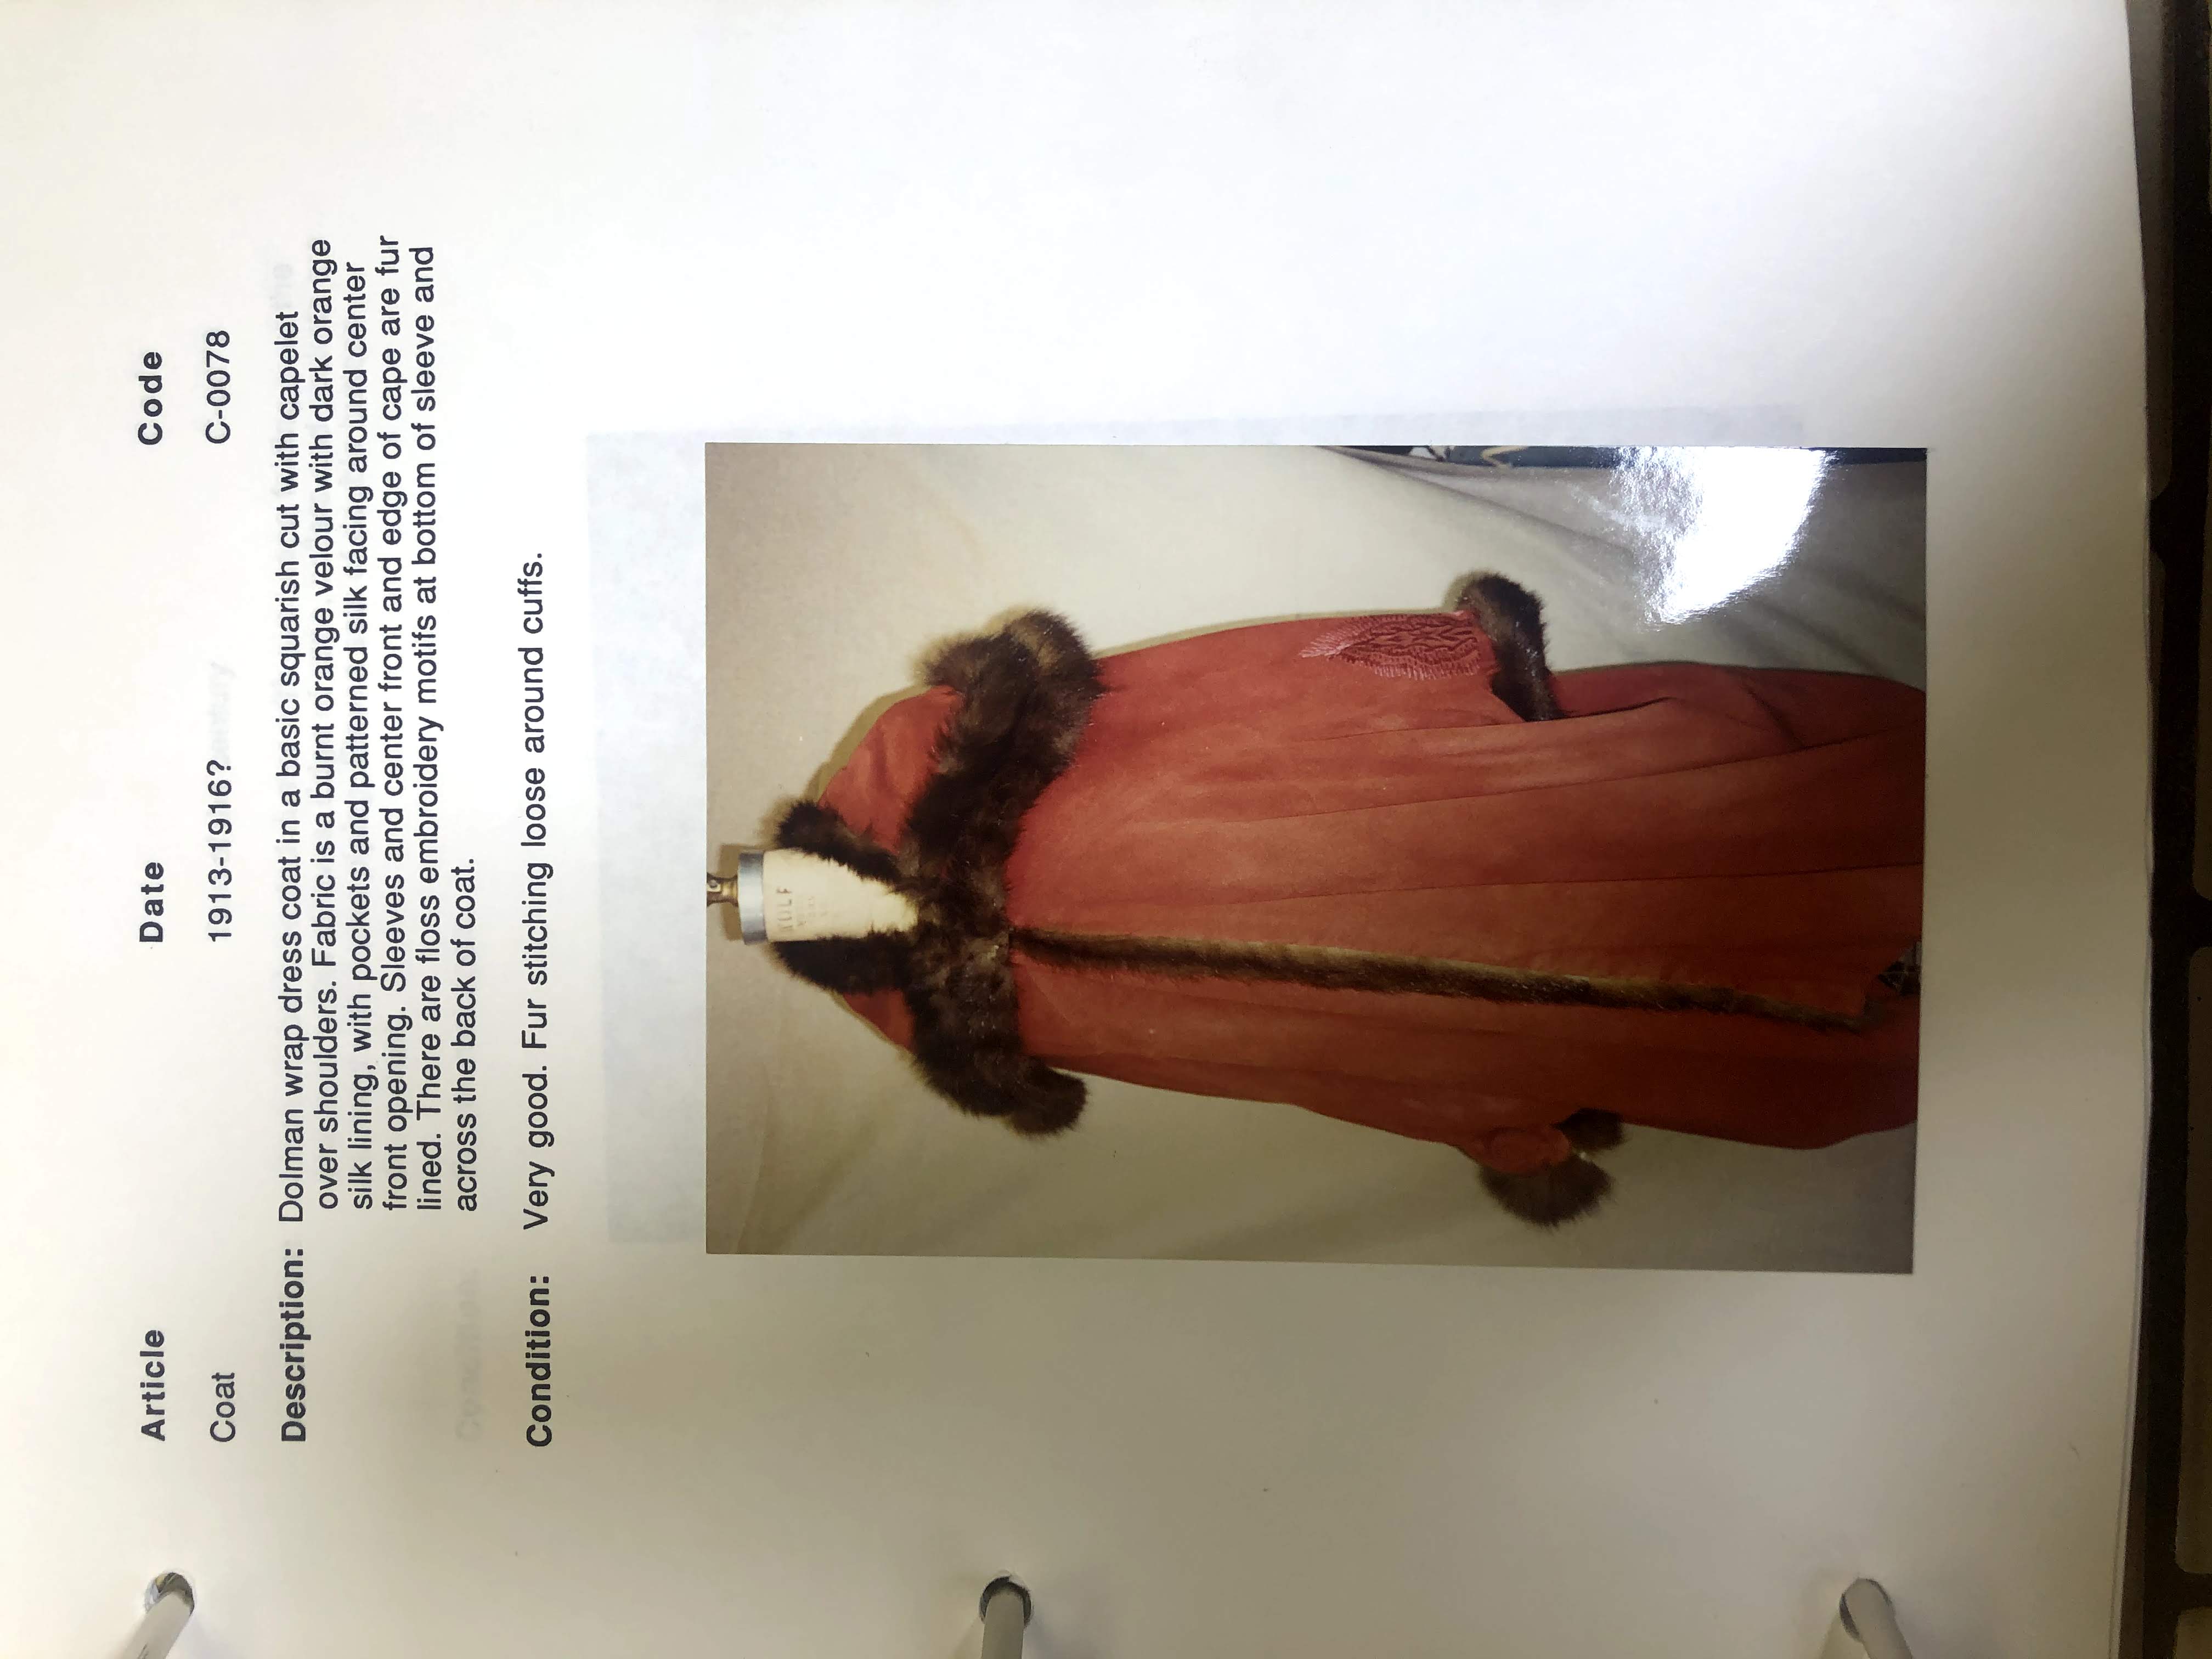 Article Date Code
Coat 1913-1916? C-0078
Description: Dolman wrap dress coat in a basic squarish cut with capelet
over shoulders. Fabric is a burnt orange velour with dark orange
silk lining, with pockets and patterned silk facing around center
front opening. Sleeves and center front and edge of cape are fur
lined. There are floss embroidery motifs at bottom of sleeve and
across the back of coat.
Condition: Very good. Fur stitching loose around cuffs.
WOLF